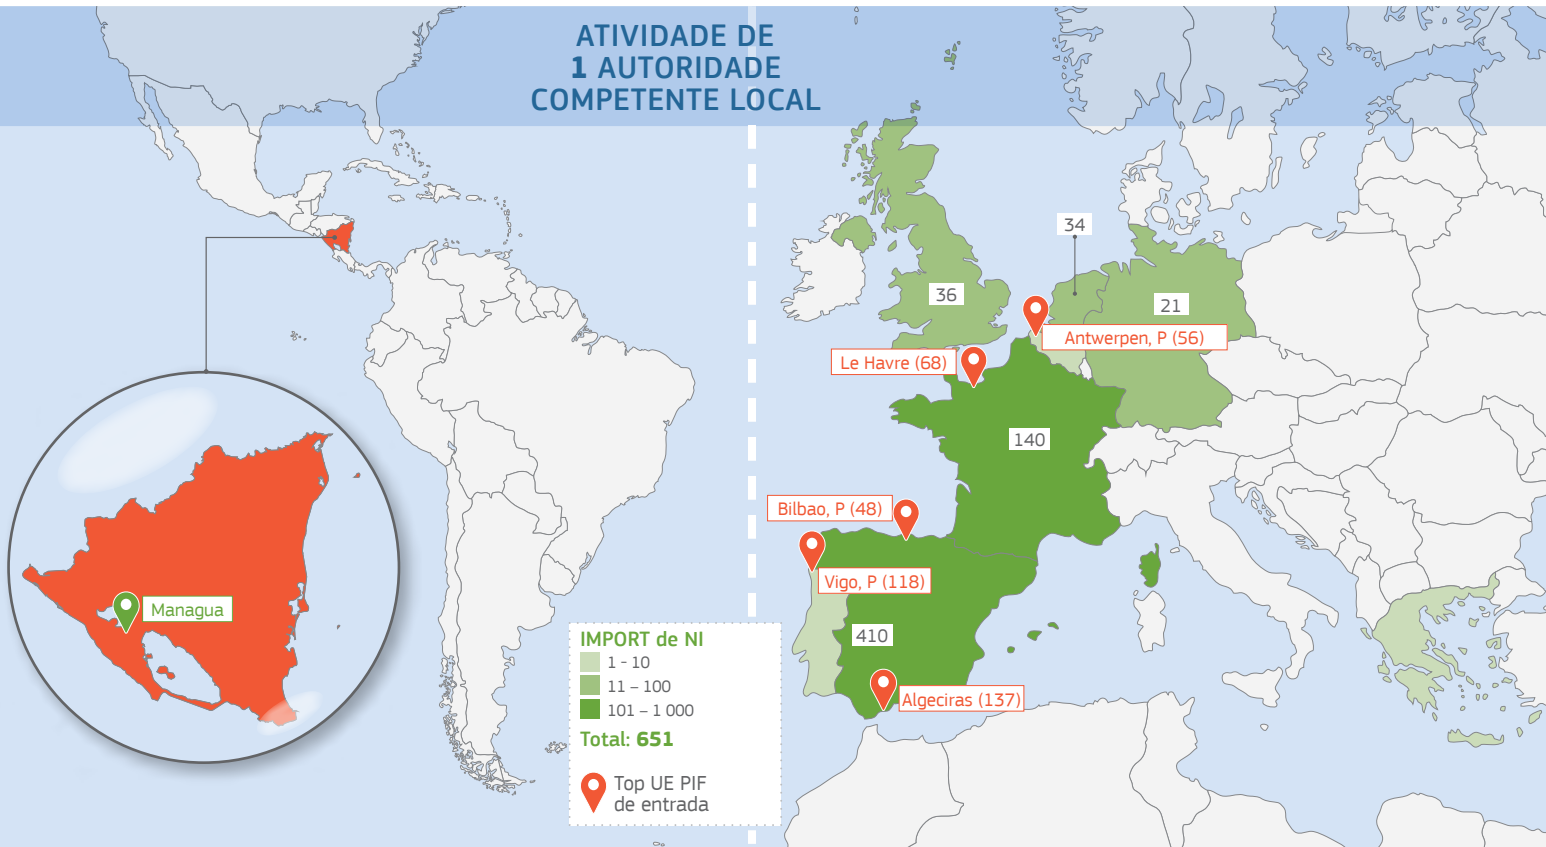 ATIVIDADE DE
1 AUTORIDADE
COMPETENTE LOCAL
34
36
21
Antwerpen, P (56)
Le Havre (68)
140
Bilbao, P (48)
Vigo, P (118)
Managua
410
Algeciras (137)
IMPORT de NI
1 - 10
11 – 100
101 – 1 000
Total: 651
Top UE PIF
de entrada